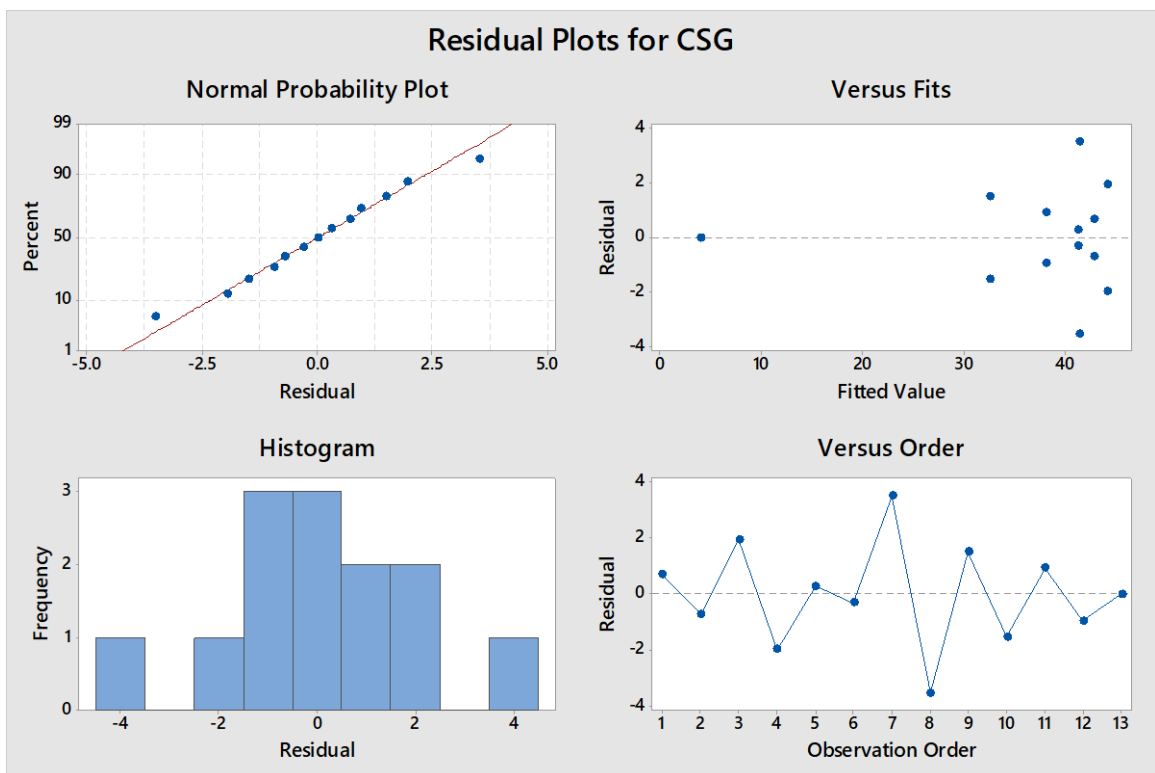 Residual Plots for CSG
Normal Probability Plot
99
90
50
10
1
Percent
-5.0 -2.5 0.0 2.5 5.0
Residual
Versus Fits
4
2
0
-2
-4
Residual
0 10 20 30 40
Fitted Value
Histogram
3
2
1
0
Frequency
-4 -2 0 2 4
Residual
Versus Order
4
2
0
-2
-4
Residual
1 2 3 4 5 6 7 8 9 10 11 12 13
Observation Order